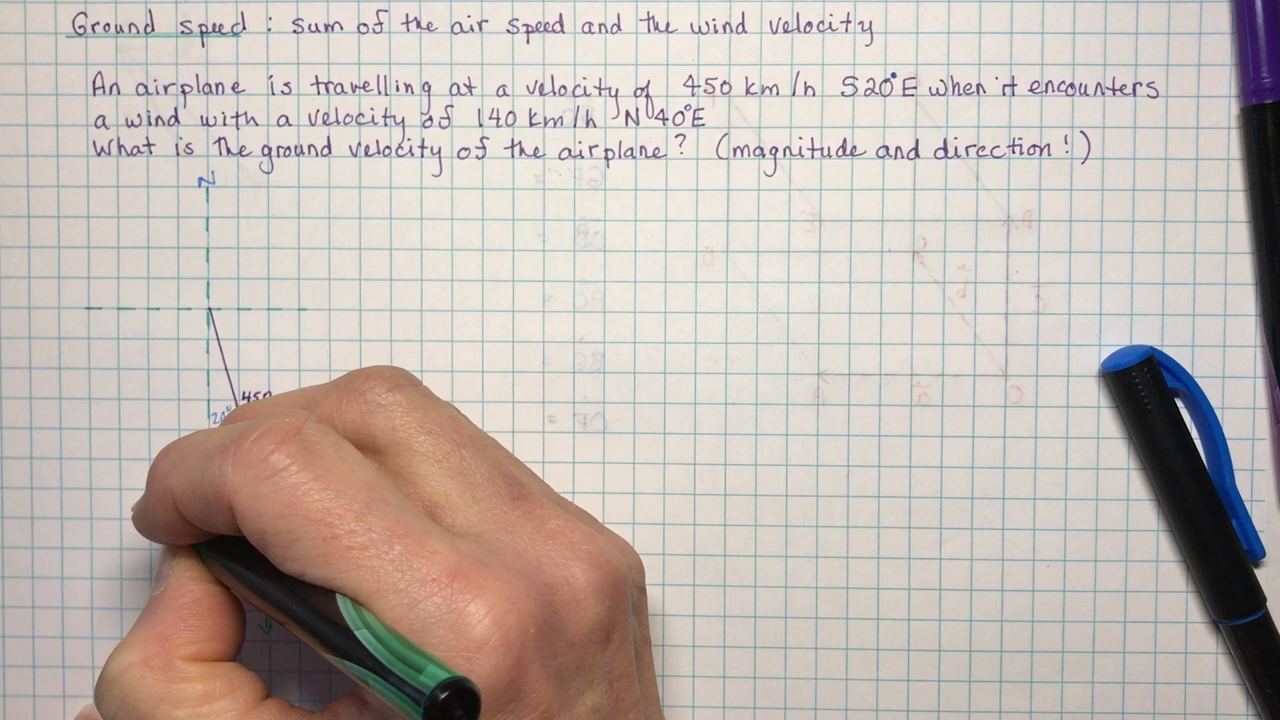 Ground speed : sum of the air speed and the wind velocity
An airplane is travelling at a velocity of 450 km/h S20°E when it encounters
a wind with a velocity of 140 km/h N40°E
What is the ground velocity of the airplane? (magnitude and direction!)
N
450
20°